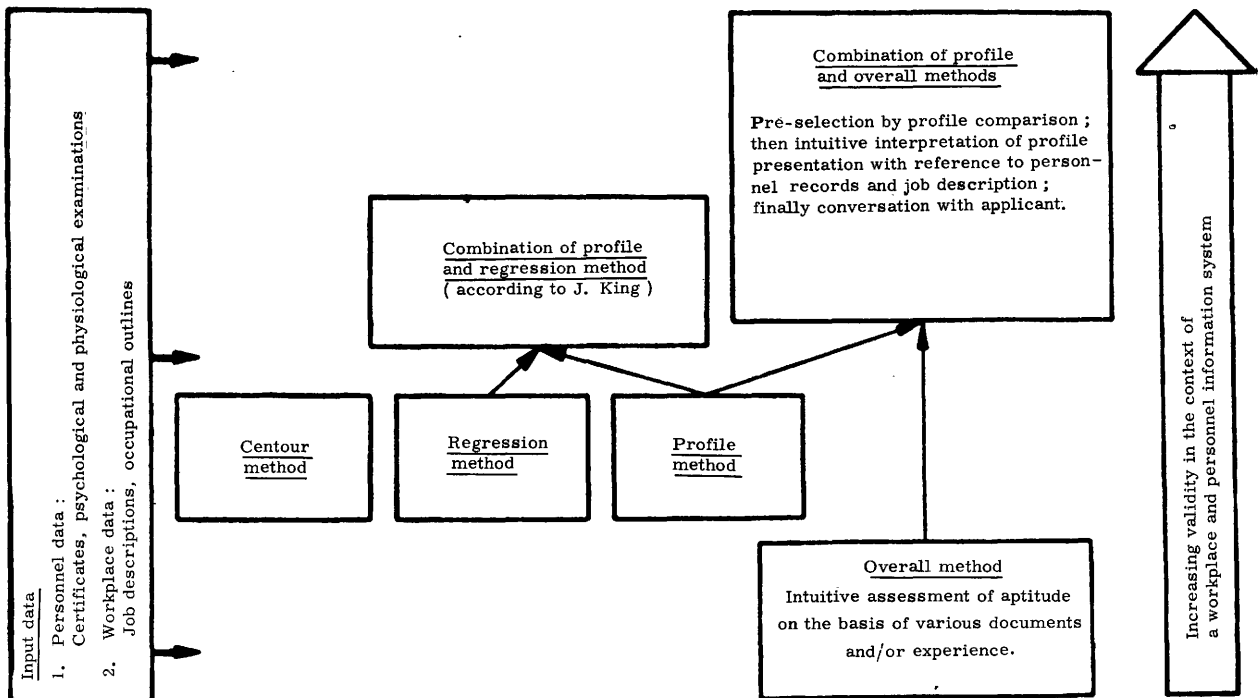 Input data
1. Personnel data :
Certificates, psychological and physiological examinations
2. Workplace data :
Job descriptions, occupational outlines
Combination of profile
and overall methods
Pre-selection by profile comparison ;
then intuitive interpretation of profile
presentation with reference to person-
nel records and job description ;
finally conversation with applicant.
Combination of profile
and regression method
( according to J. King )
Centour
method
Regression
method
Profile
method
Overall method
Intuitive assessment of aptitude
on the basis of various documents
and/or experience.
Increasing validity in the context of
a workplace and personnel information system